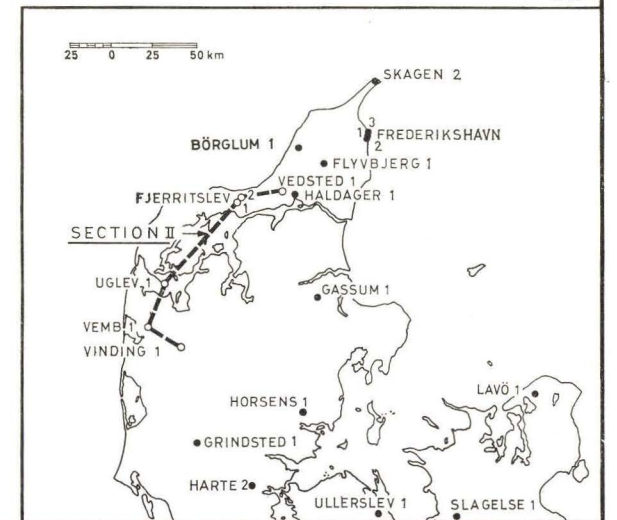 25 0 25 50 km
SKAGEN 2
3
1 FREDERIKSHAVN
2
BÖRGLUM 1
FLYVBJERG 1
VEDSTED 1
FJERRITSLEV 2
1
HALDAGER 1
SECTION II
UGLEV 1
GASSUM 1
VEMB 1
VINDING 1
LAVÖ 1
HORSENS 1
GRINDSTED 1
HARTE 2
ULLERSLEV 1
SLAGELSE 1